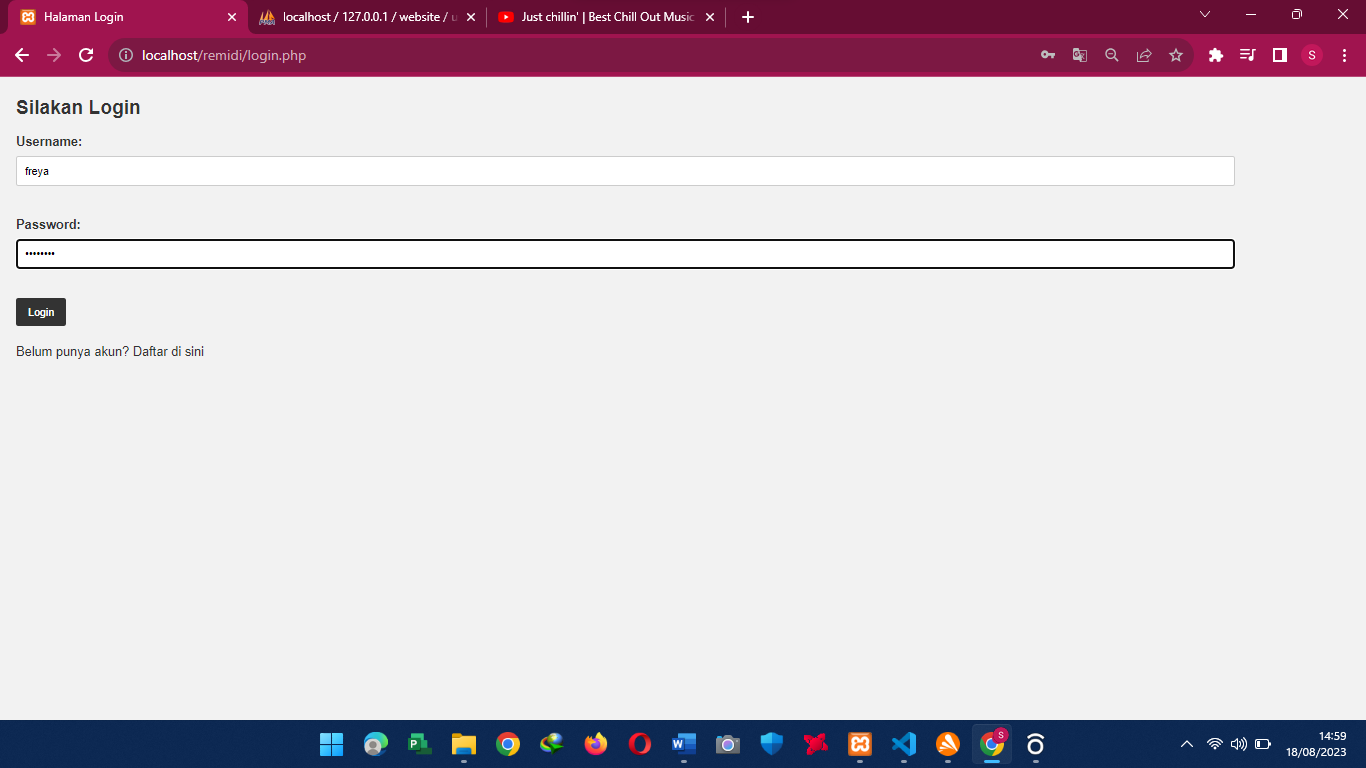 Halaman Login
localhost / 127.0.0.1 / website / u
Just chillin' | Best Chill Out Music
localhost/remidi/login.php
S
Silakan Login
Username:
freya
Password:
••••••••
Login
Belum punya akun? Daftar di sini
S
14:59
18/08/2023